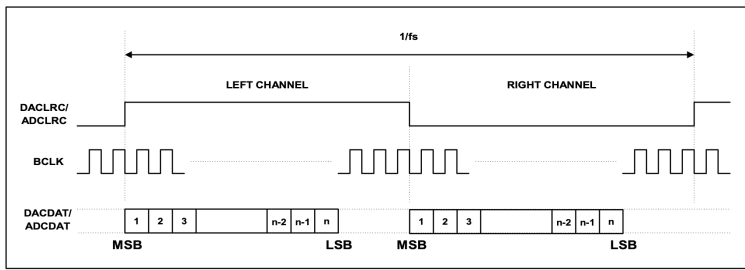 1/fs
LEFT CHANNEL RIGHT CHANNEL
DACLRC/
ADCLRC
BCLK
DACDAT/
ADCDAT
1 2 3 n-2 n-1 n 1 2 3 n-2 n-1 n
MSB LSB MSB LSB